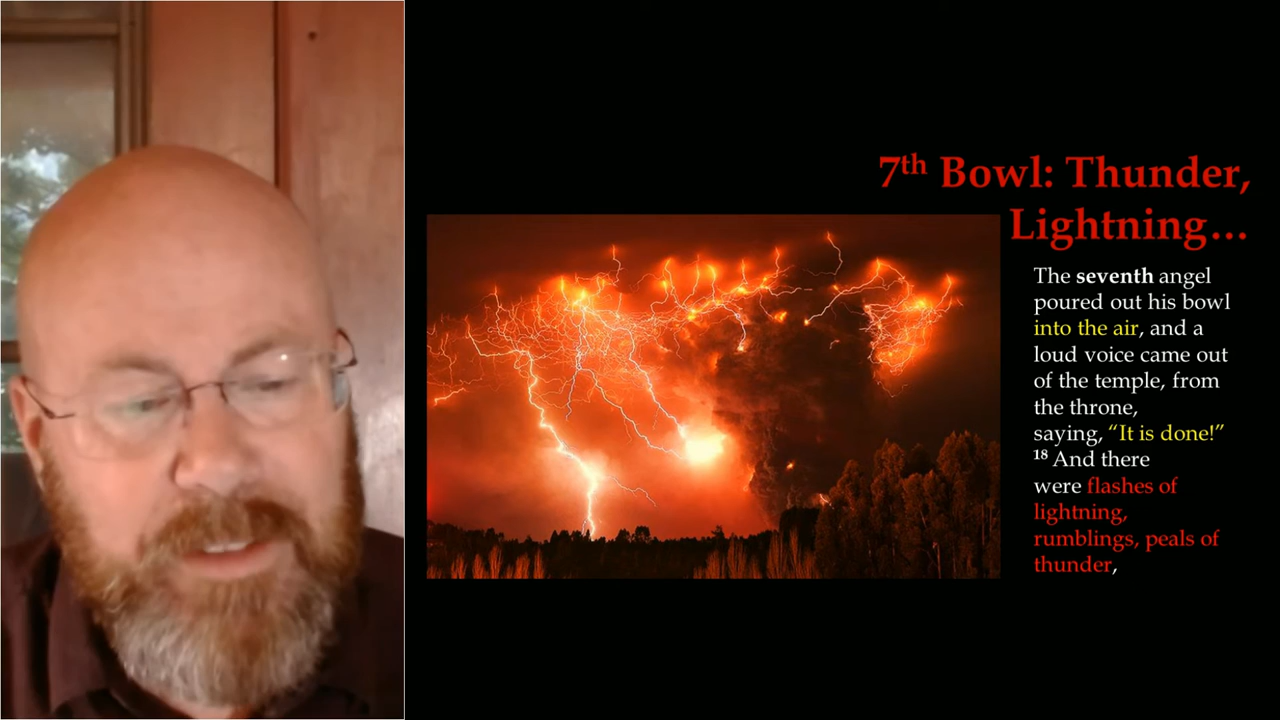 7th Bowl: Thunder,
Lightning…
The seventh angel
poured out his bowl
into the air, and a
loud voice came out
of the temple, from
the throne,
saying, “It is done!”
18 And there
were flashes of
lightning,
rumblings, peals of
thunder,